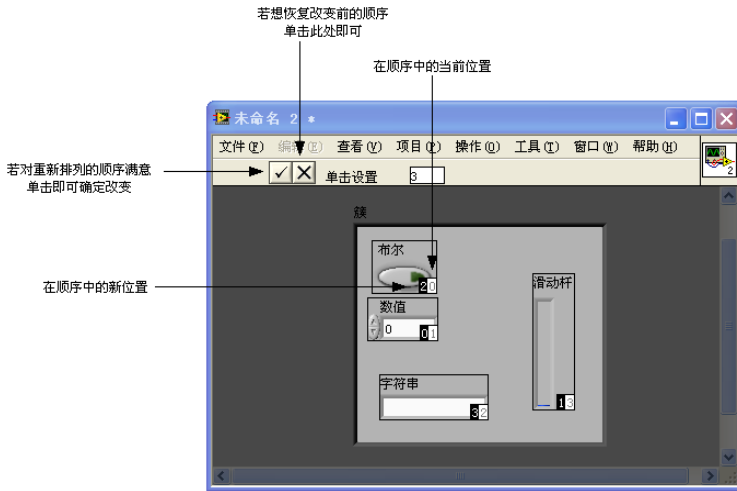 若想恢复改变前的顺序
单击此处即可
在顺序中的当前位置
未命名 2 *
文件(F) 编辑(E) 查看(V) 项目(P) 操作(O) 工具(T) 窗口(W) 帮助(H)
2
若对重新排列的顺序满意
单击即可确定改变
单击设置 3
簇
布尔
2 0
在顺序中的新位置
滑动杆
数值
0
0 1
字符串
1 3
3 2